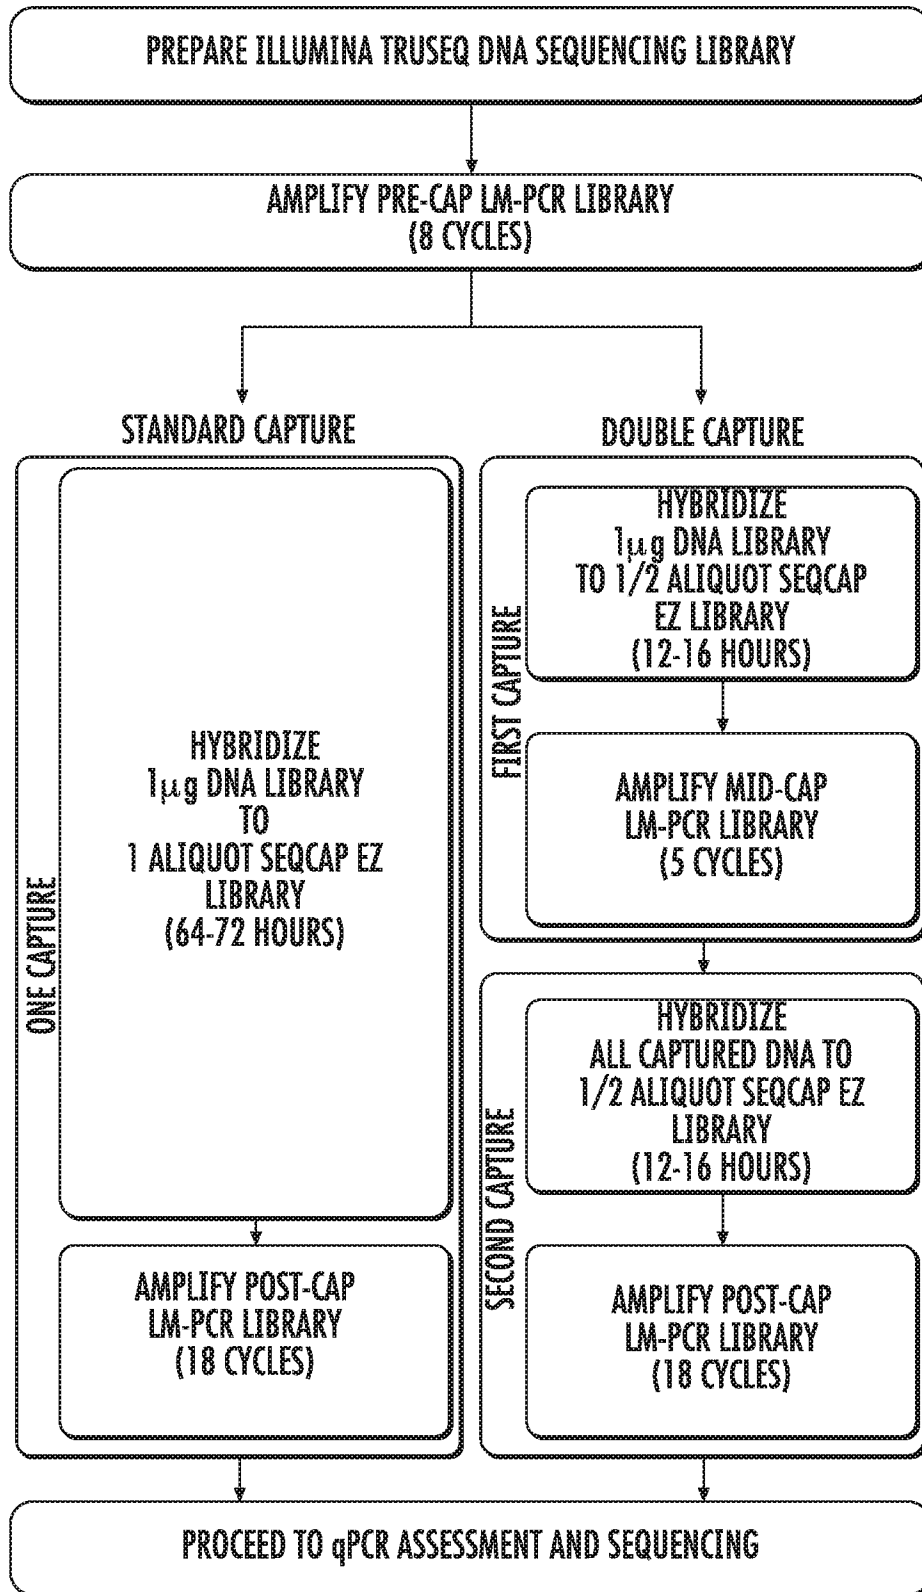 PREPARE ILLUMINA TRUSEQ DNA SEQUENCING LIBRARY
AMPLIFY PRE-CAP LM-PCR LIBRARY
(8 CYCLES)
STANDARD CAPTURE
ONE CAPTURE
HYBRIDIZE
1µg DNA LIBRARY
TO
1 ALIQUOT SEQCAP EZ
LIBRARY
(64-72 HOURS)
AMPLIFY POST-CAP
LM-PCR LIBRARY
(18 CYCLES)
DOUBLE CAPTURE
FIRST CAPTURE
HYBRIDIZE
1µg DNA LIBRARY
TO 1/2 ALIQUOT SEQCAP
EZ LIBRARY
(12-16 HOURS)
AMPLIFY MID-CAP
LM-PCR LIBRARY
(5 CYCLES)
SECOND CAPTURE
HYBRIDIZE
ALL CAPTURED DNA TO
1/2 ALIQUOT SEQCAP EZ
LIBRARY
(12-16 HOURS)
AMPLIFY POST-CAP
LM-PCR LIBRARY
(18 CYCLES)
PROCEED TO qPCR ASSESSMENT AND SEQUENCING